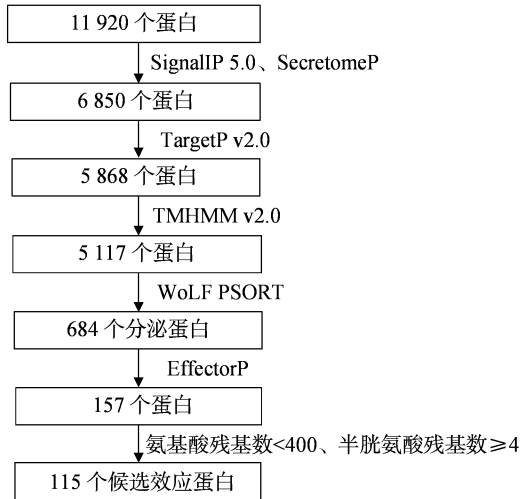 11 920 个蛋白
SignalIP 5.0、SecretomeP
6 850 个蛋白
TargetP v2.0
5 868 个蛋白
TMHMM v2.0
5 117 个蛋白
WoLF PSORT
684 个分泌蛋白
EffectorP
157 个蛋白
氨基酸残基数<400、半胱氨酸残基数≥4
115 个候选效应蛋白